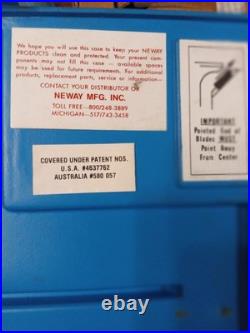 We hope you will use this case to keep your NEWAY
PRODUCTS clean and protected. Your present com-
ponents may not fill the case — available spaces
may be used for future requirements. For additional
products, replacement parts, service or information
CONTACT YOUR DISTRIBUTOR OR
NEWAY MFG. INC.
TOLL FREE—800/248-3889
MICHIGAN—517/743-3458
IMPORTANT
Pointed End of
Blades MUST
Point Away
From Center
COVERED UNDER PATENT NOS.
U.S.A. #4637762
AUSTRALIA #580 057